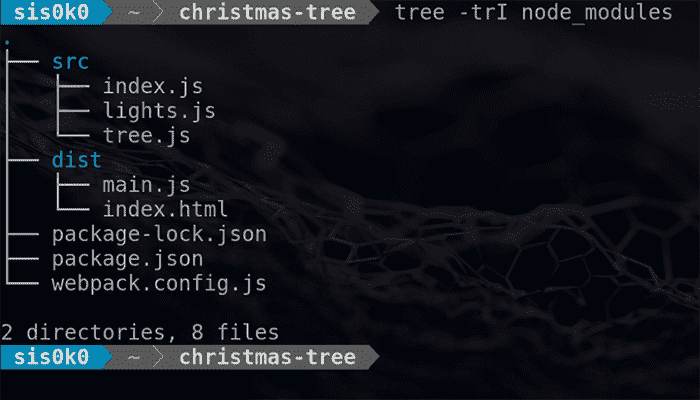 sis0k0 ~ christmas-tree tree -trI node_modules
.
├── src
│   ├── index.js
│   ├── lights.js
│   └── tree.js
├── dist
│   ├── main.js
│   └── index.html
├── package-lock.json
├── package.json
└── webpack.config.js
2 directories, 8 files
sis0k0 ~ christmas-tree